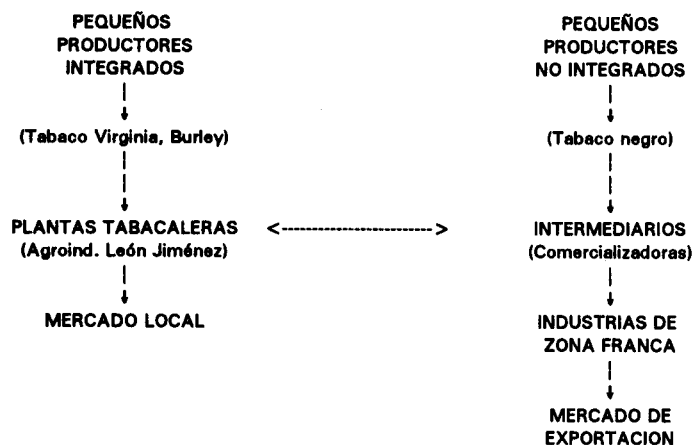 PEQUEÑOS
PRODUCTORES
INTEGRADOS
(Tabaco Virginia, Burley)
PLANTAS TABACALERAS
(Agroind. León Jiménez)
MERCADO LOCAL
PEQUEÑOS
PRODUCTORES
NO INTEGRADOS
(Tabaco negro)
INTERMEDIARIOS
(Comercializadoras)
INDUSTRIAS DE
ZONA FRANCA
MERCADO DE
EXPORTACION